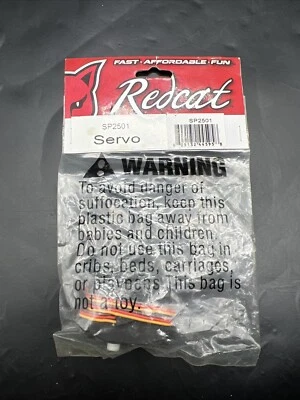 FAST • AFFORDABLE • FUN
Redcat
SP2501
Servo
SP2501
WARNING
To avoid danger of
suffocation, keep this
plastic bag away from
babies and children.
Do not use this bag in
cribs, beds, carriages,
or playpens. This bag is
not a toy.